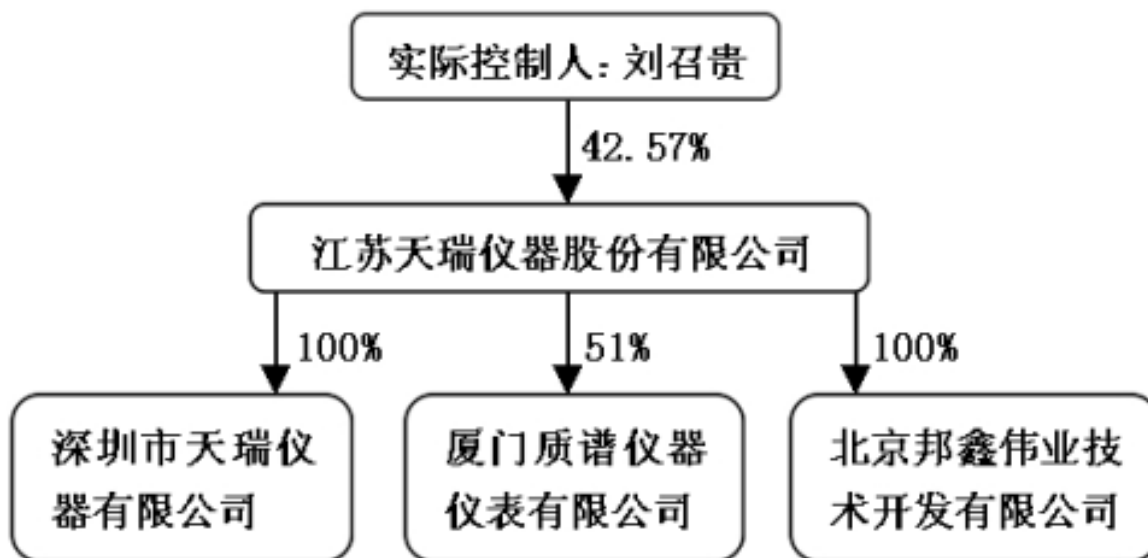 实际控制人：刘召贵
42.57%
江苏天瑞仪器股份有限公司
100%
51%
100%
深圳市天瑞仪
器有限公司
厦门质谱仪器
仪表有限公司
北京邦鑫伟业技
术开发有限公司